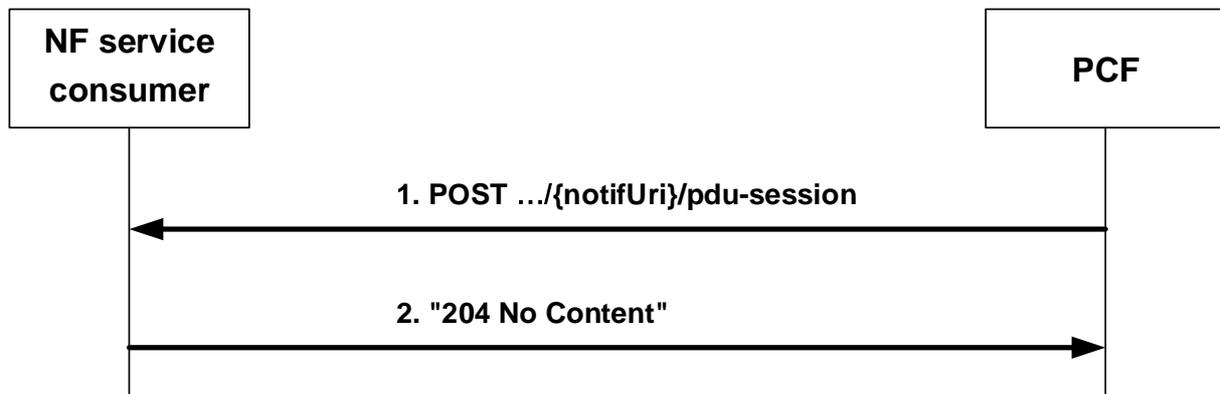 NF service
consumer
PCF
1. POST …/{notifUri}/pdu-session
2. "204 No Content"